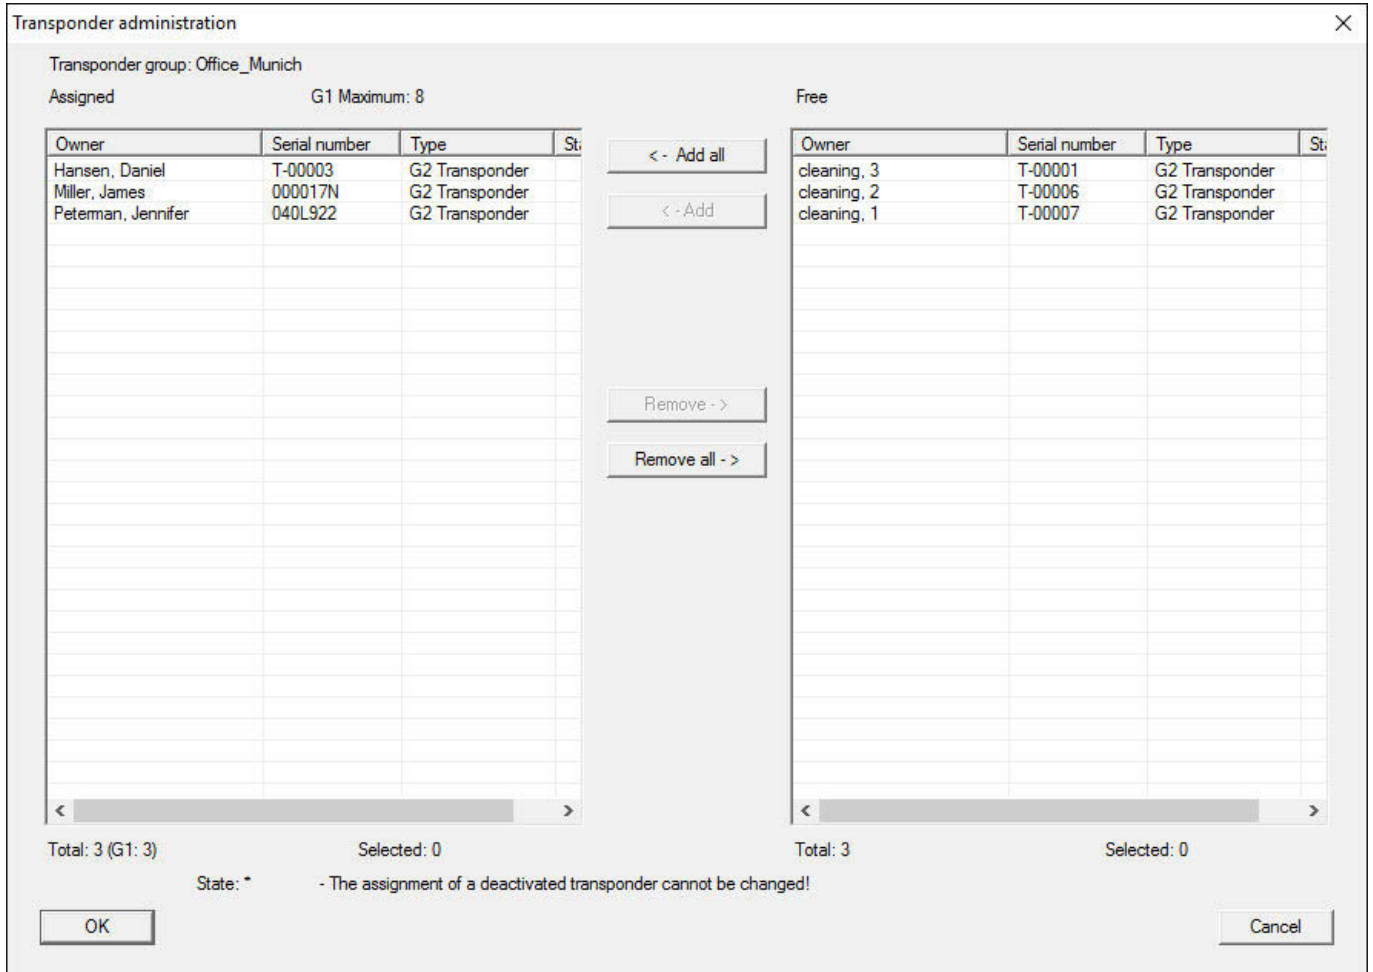 Transponder administration
Transponder group: Office_Munich
Assigned G1 Maximum: 8 Free
Owner Serial number Type Owner Serial number Type
Hansen, Daniel T-00003 G2 Transponder cleaning, 3 T-00001 G2 Transponder
Miller, James 000017N G2 Transponder cleaning, 2 T-00006 G2 Transponder
Peterman, Jennifer 040L922 G2 Transponder cleaning, 1 T-00007 G2 Transponder
< - Add all
< - Add
Remove - >
Remove all - >
Total: 3 (G1: 3) Selected: 0 Total: 3 Selected: 0
State: * - The assignment of a deactivated transponder cannot be changed!
OK Cancel